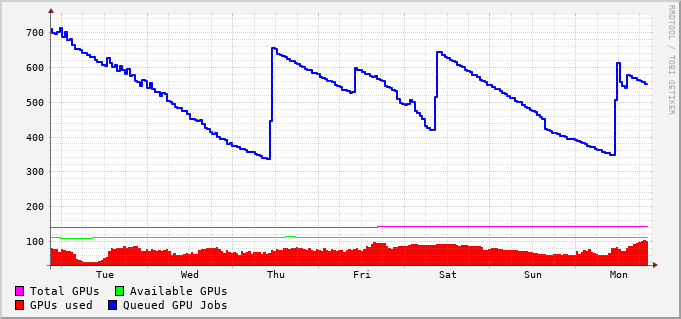 700
600
500
400
300
200
100
Tue Wed Thu Fri Sat Sun Mon
Total GPUs Available GPUs
GPUs used Queued GPU Jobs
RRDTOOL / TOBI OETIKER